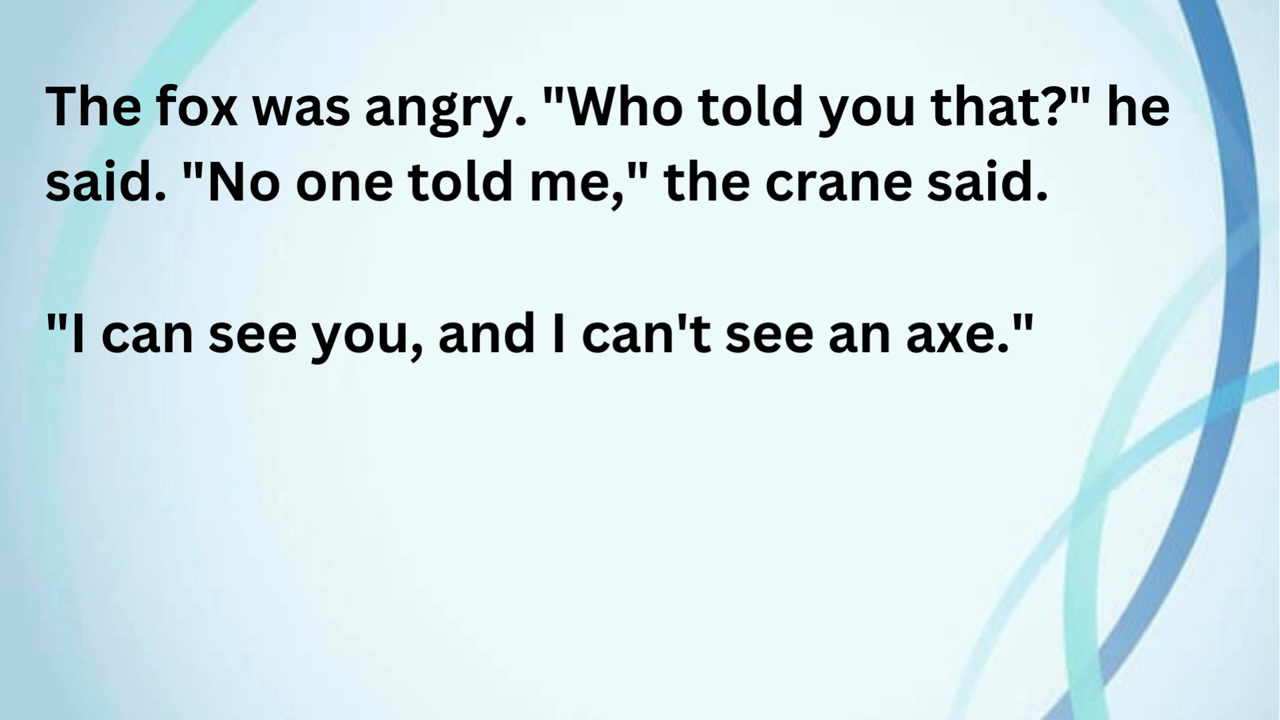 The fox was angry. "Who told you that?" he
said. "No one told me," the crane said.
"I can see you, and I can't see an axe."